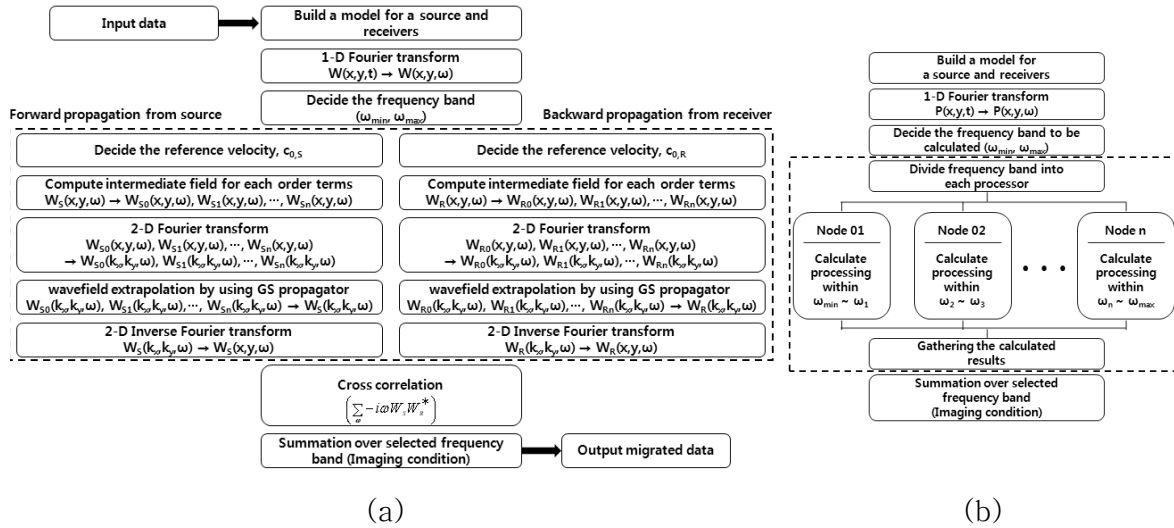 Input data
Build a model for a source and
receivers
1-D Fourier transform
W(x,y,t) → W(x,y,ω)
Decide the frequency band
(ωmin, ωmax)
Forward propagation from source
Backward propagation from receiver
Decide the reference velocity, c0,S
Decide the reference velocity, c0,R
Compute intermediate field for each order terms
WS(x,y,ω) → WS0(x,y,ω), WS1(x,y,ω), ···, WSn(x,y,ω)
Compute intermediate field for each order terms
WR(x,y,ω) → WR0(x,y,ω), WR1(x,y,ω), ···, WRn(x,y,ω)
2-D Fourier transform
WS0(x,y,ω), WS1(x,y,ω), ···, WSn(x,y,ω)
→ WS0(kx,ky,ω), WS1(kx,ky,ω), ···, WSn(kx,ky,ω)
2-D Fourier transform
WR0(x,y,ω), WR1(x,y,ω), ···, WRn(x,y,ω)
→ WR0(kx,ky,ω), WR1(kx,ky,ω), ···, WRn(kx,ky,ω)
wavefield extrapolation by using GS propagator
WS0(kx,ky,ω), WS1(kx,ky,ω), ···, WSn(kx,ky,ω) → WS(kx,ky,ω)
wavefield extrapolation by using GS propagator
WR0(kx,ky,ω), WR1(kx,ky,ω), ···, WRn(kx,ky,ω) → WR(kx,ky,ω)
2-D Inverse Fourier transform
WS(kx,ky,ω) → WS(x,y,ω)
2-D Inverse Fourier transform
WR(kx,ky,ω) → WR(x,y,ω)
Cross correlation
(∑ω -iωWsWR*)
Summation over selected frequency
band (Imaging condition)
Output migrated data
(a)
Build a model for
a source and receivers
1-D Fourier transform
P(x,y,t) → P(x,y,ω)
Decide the frequency band to be
calculated (ωmin, ωmax)
Divide frequency band into
each processor
Node 01
Calculate
processing
within
ωmin ~ ω1
Node 02
Calculate
processing
within
ω2 ~ ω3
• • •
Node n
Calculate
processing
within
ωn ~ ωmax
Gathering the calculated
results
Summation over selected
frequency band
(Imaging condition)
(b)